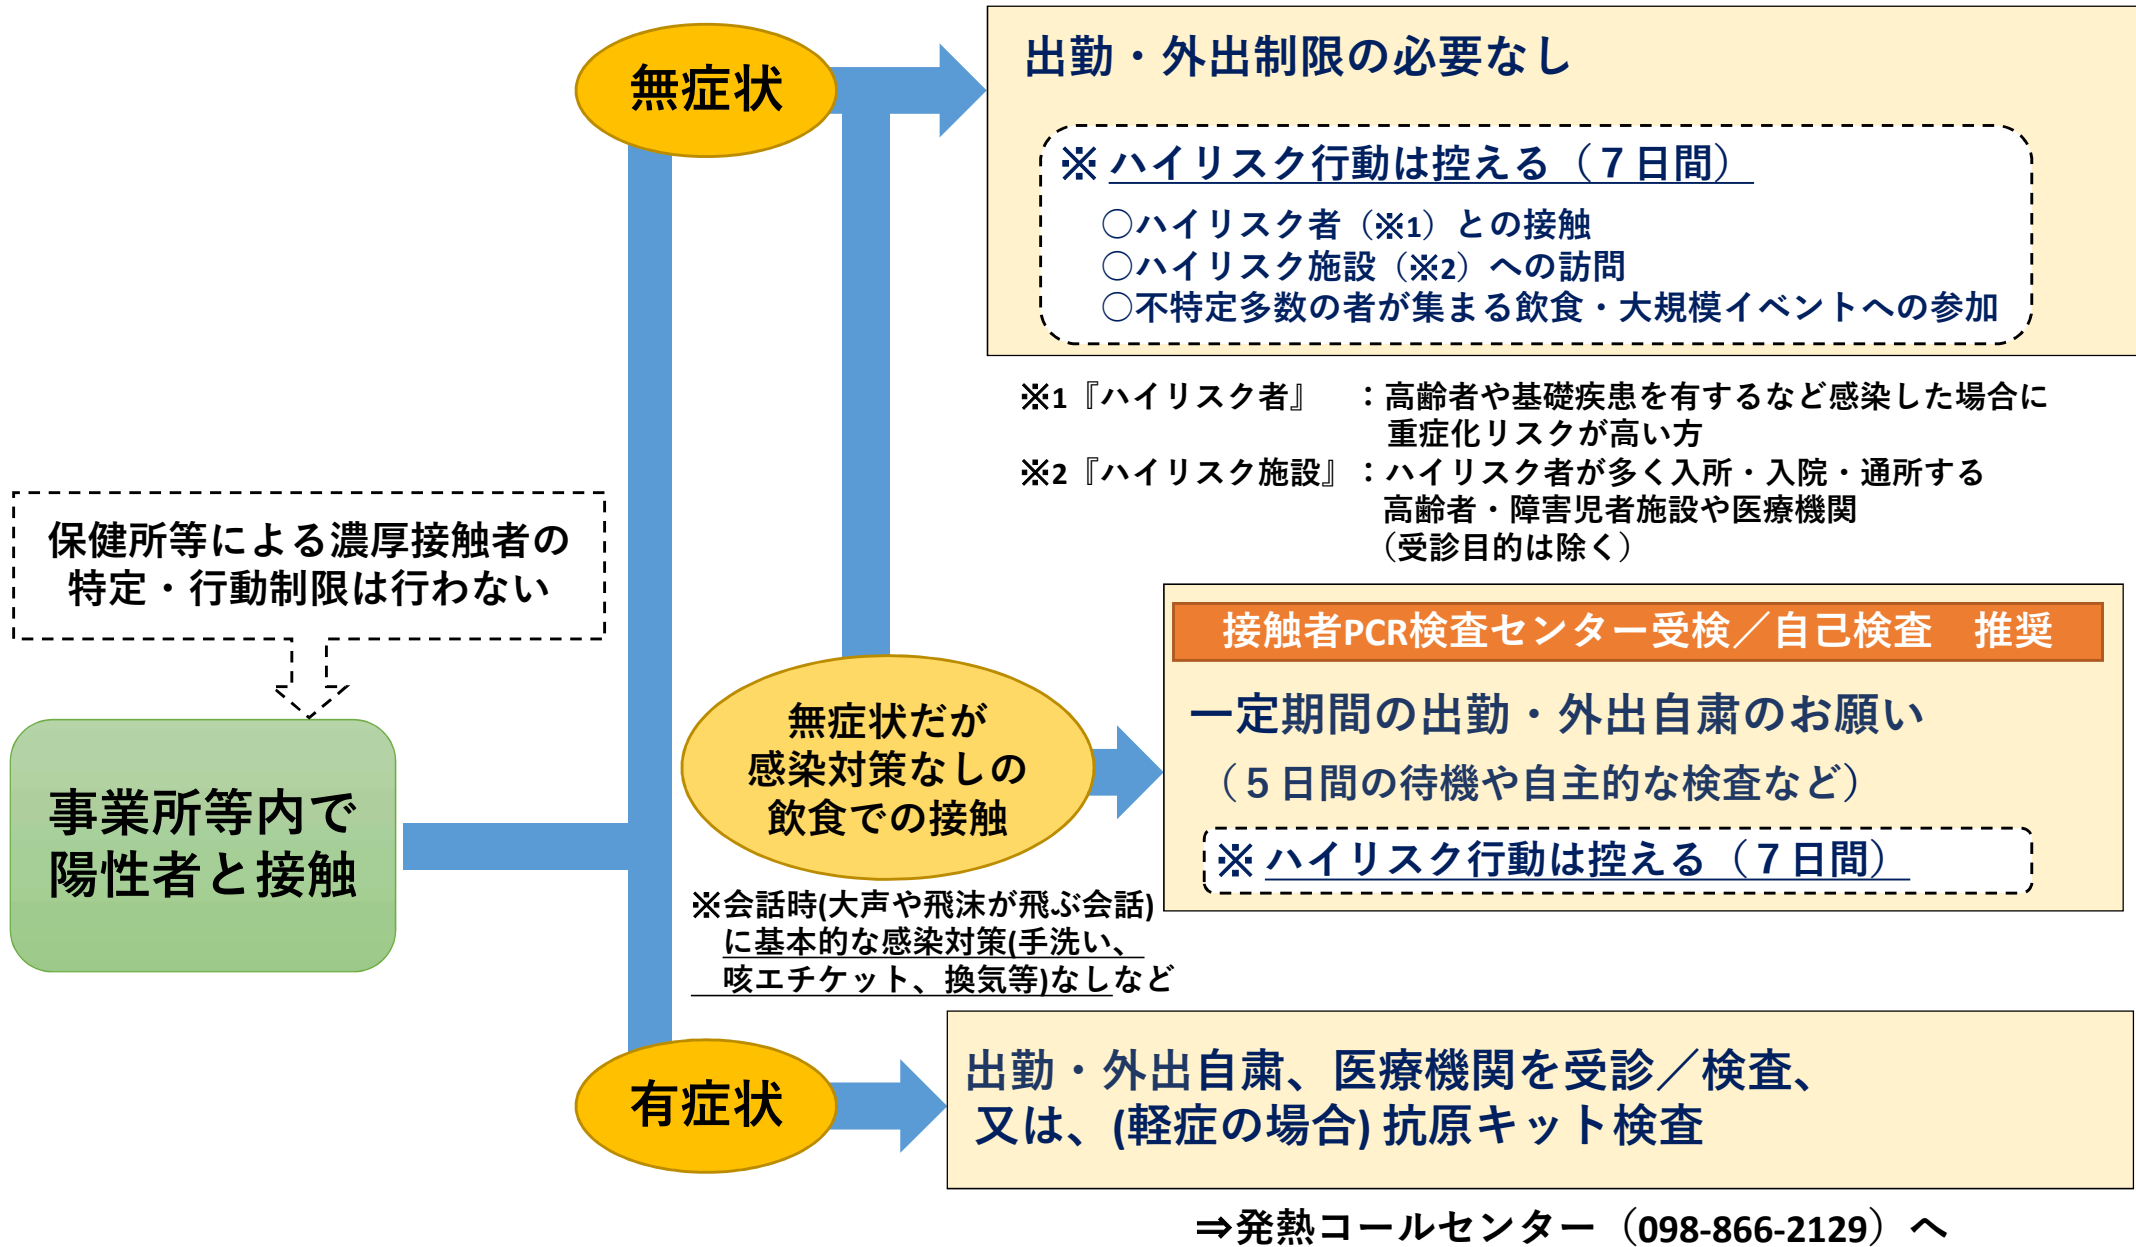 無症状
出勤・外出制限の必要なし
※ ハイリスク行動は控える（７日間）
○ハイリスク者（※1）との接触
○ハイリスク施設（※2）への訪問
○不特定多数の者が集まる飲食・大規模イベントへの参加
※1『ハイリスク者』　：高齢者や基礎疾患を有するなど感染した場合に
重症化リスクが高い方
※2『ハイリスク施設』：ハイリスク者が多く入所・入院・通所する
高齢者・障害児者施設や医療機関
（受診目的は除く）
保健所等による濃厚接触者の
特定・行動制限は行わない
事業所等内で
陽性者と接触
無症状だが
感染対策なしの
飲食での接触
※会話時(大声や飛沫が飛ぶ会話)
に基本的な感染対策(手洗い、
咳エチケット、換気等)なしなど
接触者PCR検査センター受検／自己検査　推奨
一定期間の出勤・外出自粛のお願い
（５日間の待機や自主的な検査など）
※ ハイリスク行動は控える（７日間）
有症状
出勤・外出自粛、医療機関を受診／検査、
又は、(軽症の場合) 抗原キット検査
⇒発熱コールセンター（098-866-2129）へ